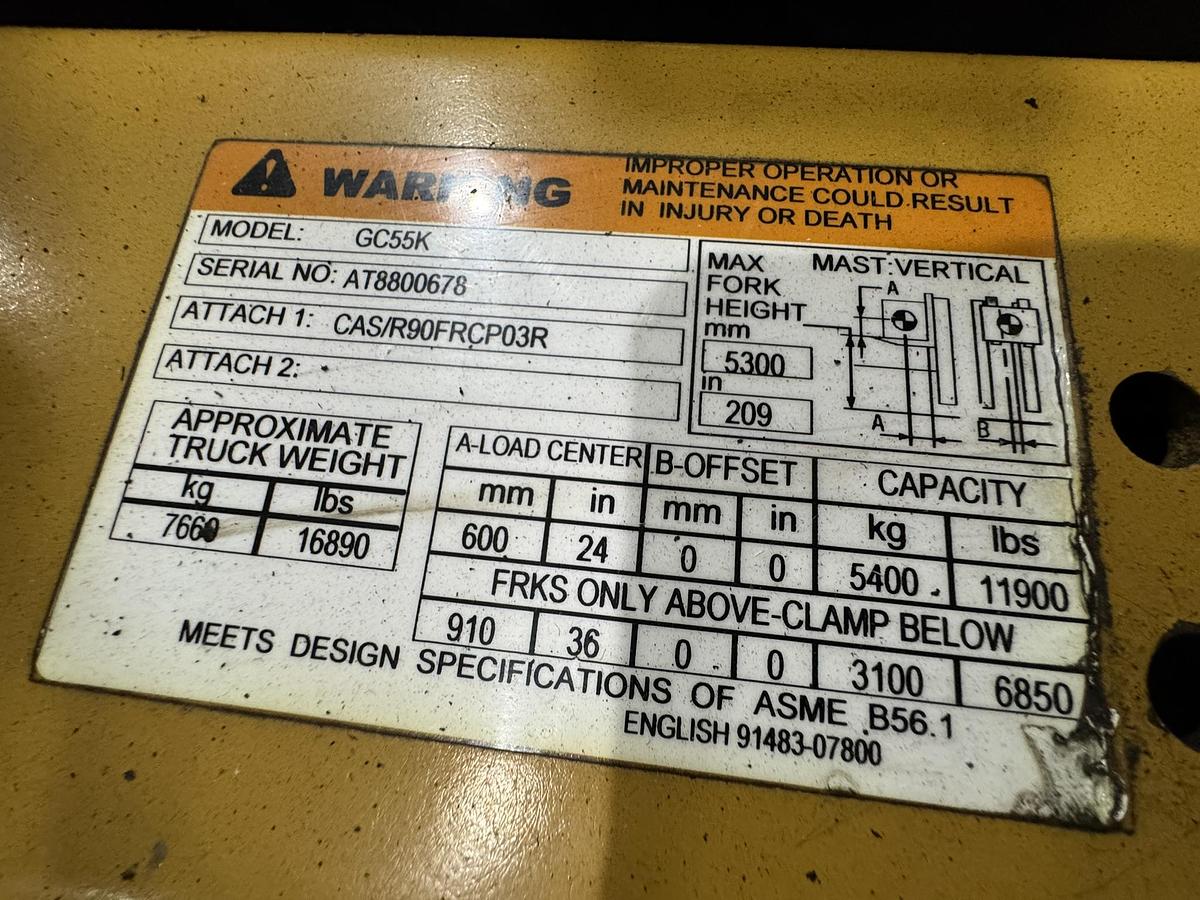 WARNING
IMPROPER OPERATION OR
MAINTENANCE COULD RESULT
IN INJURY OR DEATH
MODEL: GC55K
SERIAL NO: AT8800678
ATTACH 1: CAS/R90FRCP03R
ATTACH 2:
MAX FORK HEIGHT
mm
5300
in
209
MAST:VERTICAL
A
A
B
APPROXIMATE
TRUCK WEIGHT
kg lbs
7660 16890
A-LOAD CENTER B-OFFSET CAPACITY
mm in mm in kg lbs
600 24 0 0 5400 11900
FRKS ONLY ABOVE-CLAMP BELOW
910 36 0 0 3100 6850
MEETS DESIGN SPECIFICATIONS OF ASME B56.1
ENGLISH 91483-07800